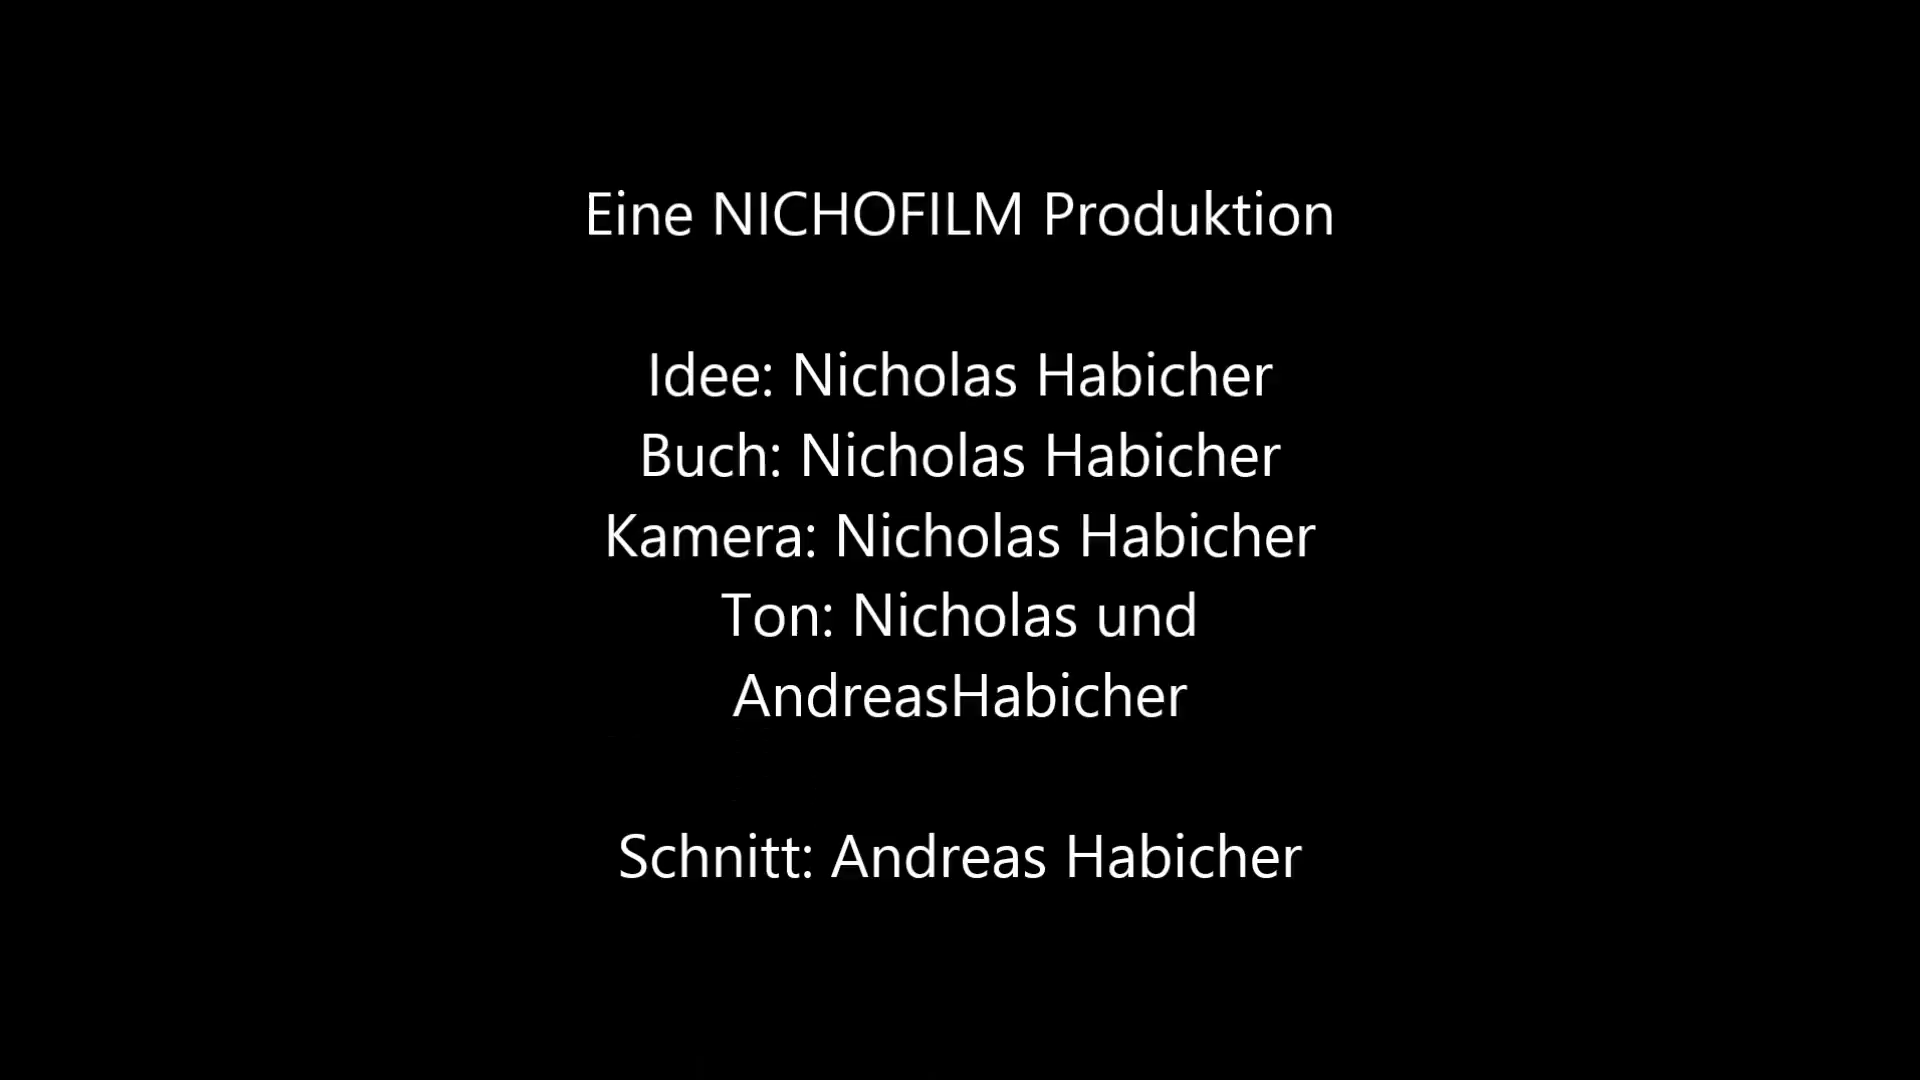 Eine NICHOFILM Produktion
Idee: Nicholas Habicher
Buch: Nicholas Habicher
Kamera: Nicholas Habicher
Ton: Nicholas und
AndreasHabicher
Schnitt: Andreas Habicher